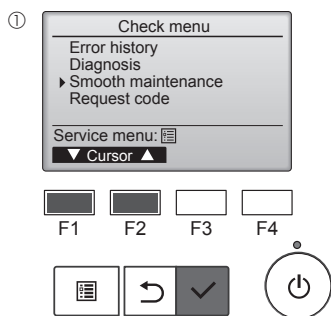 ①
Check menu
Error history
Diagnosis
Smooth maintenance
Request code
Service menu:
▼ Cursor ▲
F1 F2 F3 F4